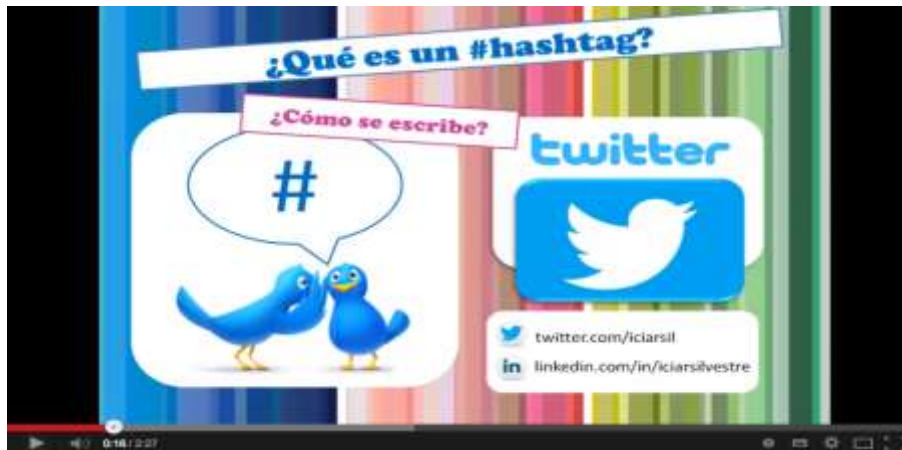 ¿Qué es un #hashtag?
¿Cómo se escribe?
#
twitter
twitter.com/iciarsil
in linkedin.com/in/iciarsilvestre
0:16 / 2:27